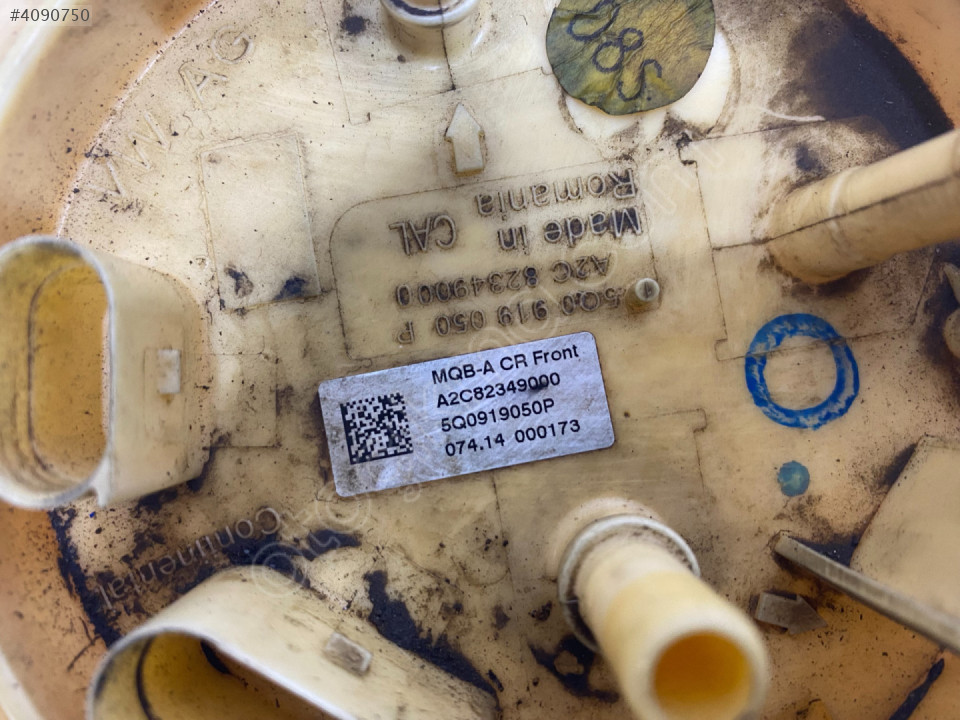 #4090750
085
VW AG
Made in
Romania
CAL
A2C 82349000
5Q0 919 050 P
MQB-A CR Front
A2C82349000
5Q0919050P
074.14 000173
Continental